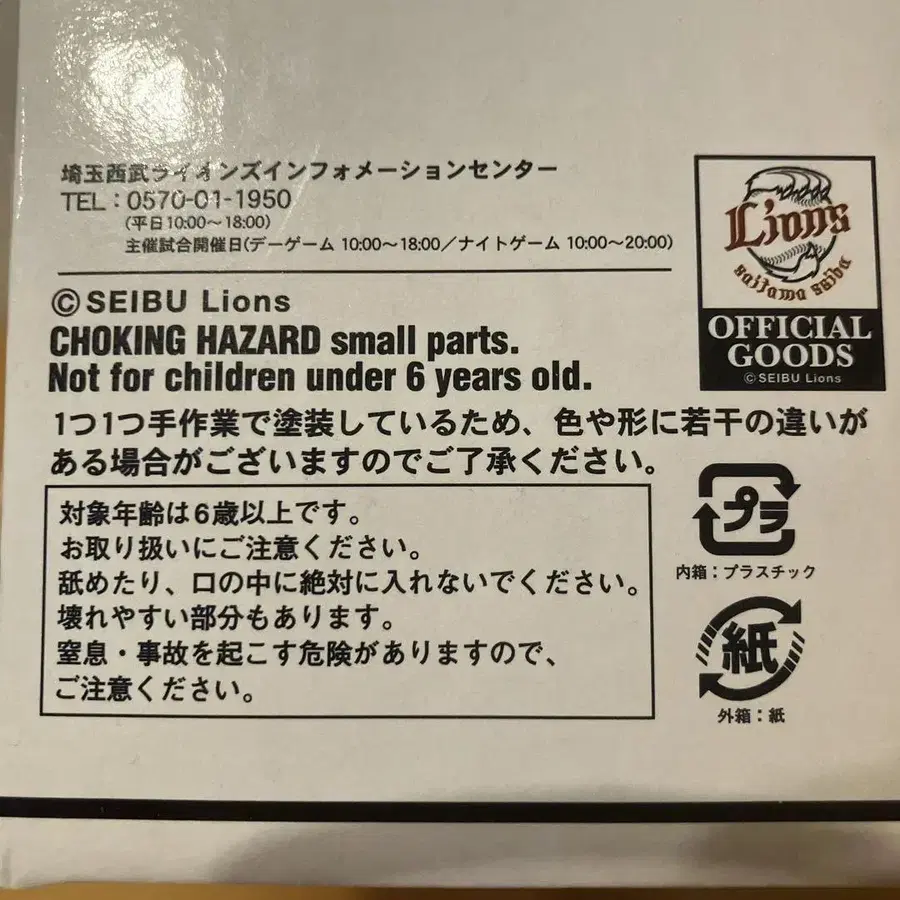 埼玉西武ライオンズインフォメーションセンター
TEL：0570-01-1950
(平日10:00～18:00)
主催試合開催日(デーゲーム 10:00～18:00／ナイトゲーム 10:00～20:00)
Lions
saitama seibu
OFFICIAL
GOODS
©SEIBU Lions
©SEIBU Lions
CHOKING HAZARD small parts.
Not for children under 6 years old.
1つ1つ手作業で塗装しているため、色や形に若干の違いが
ある場合がございますのでご了承ください。
対象年齢は6歳以上です。
お取り扱いにご注意ください。
舐めたり、口の中に絶対に入れないでください。
壊れやすい部分もあります。
窒息・事故を起こす危険がありますので、
ご注意ください。
プラ
内箱：プラスチック
紙
外箱：紙